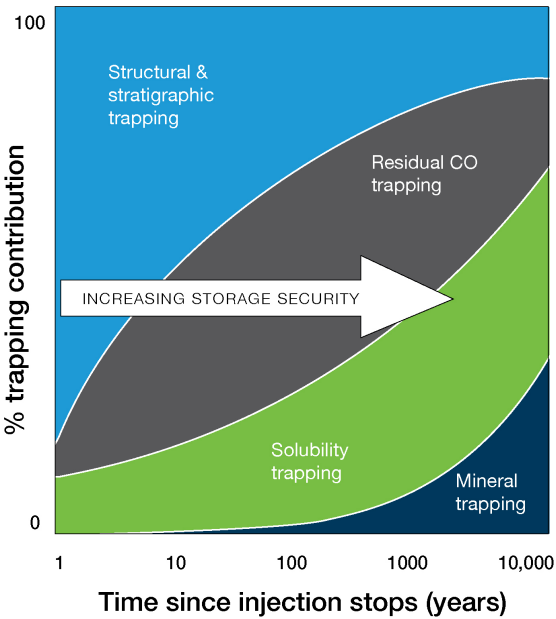 100
Structural &
stratigraphic
trapping
Residual CO
trapping
% trapping contribution
INCREASING STORAGE SECURITY
Solubility
trapping
Mineral
trapping
0
1 10 100 1000 10,000
Time since injection stops (years)